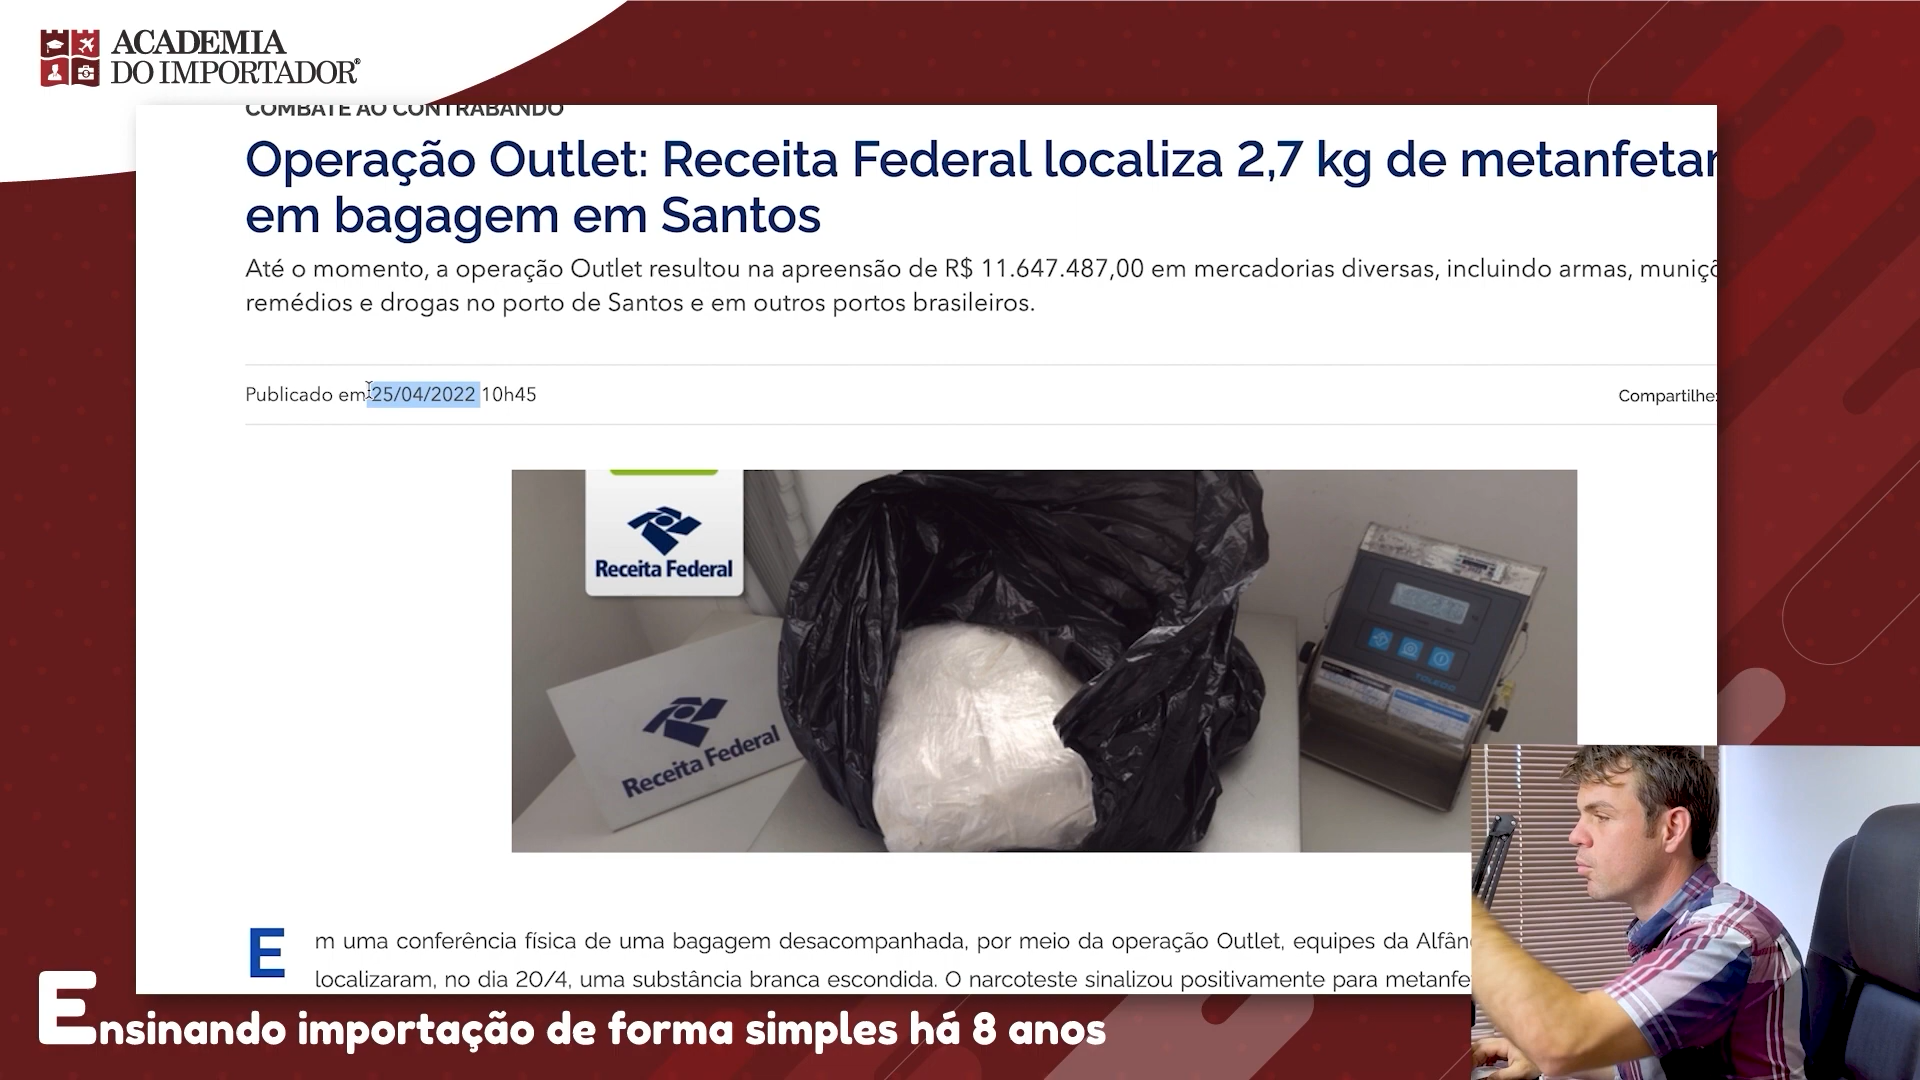 ACADEMIA
DO IMPORTADOR®
COMBATE AO CONTRABANDO
Operação Outlet: Receita Federal localiza 2,7 kg de metanfetar
em bagagem em Santos
Até o momento, a operação Outlet resultou na apreensão de R$ 11.647.487,00 em mercadorias diversas, incluindo armas, muniçõ
remédios e drogas no porto de Santos e em outros portos brasileiros.
Publicado em 25/04/2022 10h45
Compartilhe:
Receita Federal
Receita Federal
TOLEDO
Em uma conferência física de uma bagagem desacompanhada, por meio da operação Outlet, equipes da Alfân
localizaram, no dia 20/4, uma substância branca escondida. O narcoteste sinalizou positivamente para metanfe
Ensinando importação de forma simples há 8 anos